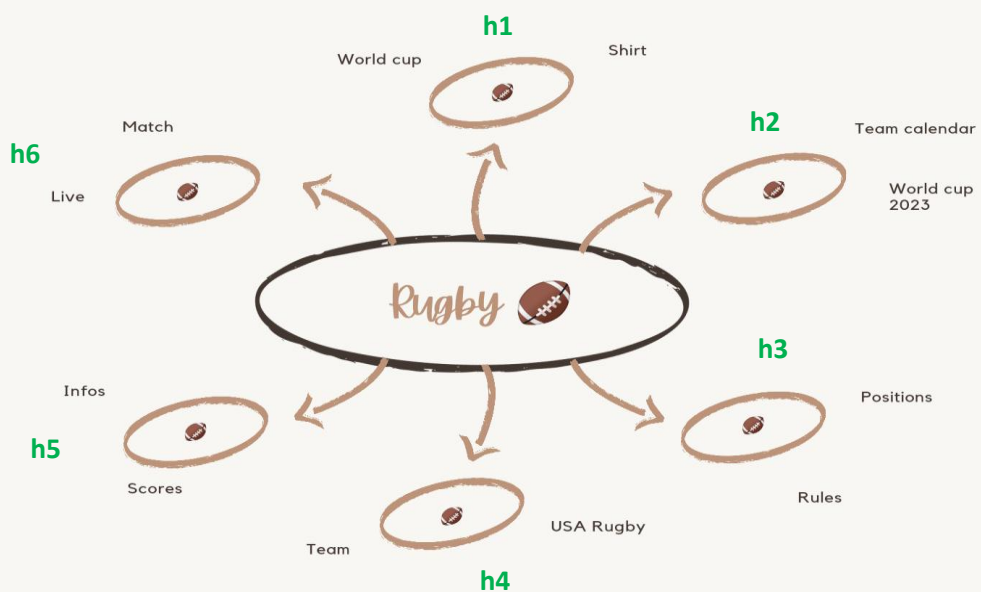 h1
World cup
Shirt
h2
Team calendar
World cup
2023
h6
Match
Live
Rugby
h3
Positions
Rules
Infos
h5
Scores
Team
USA Rugby
h4